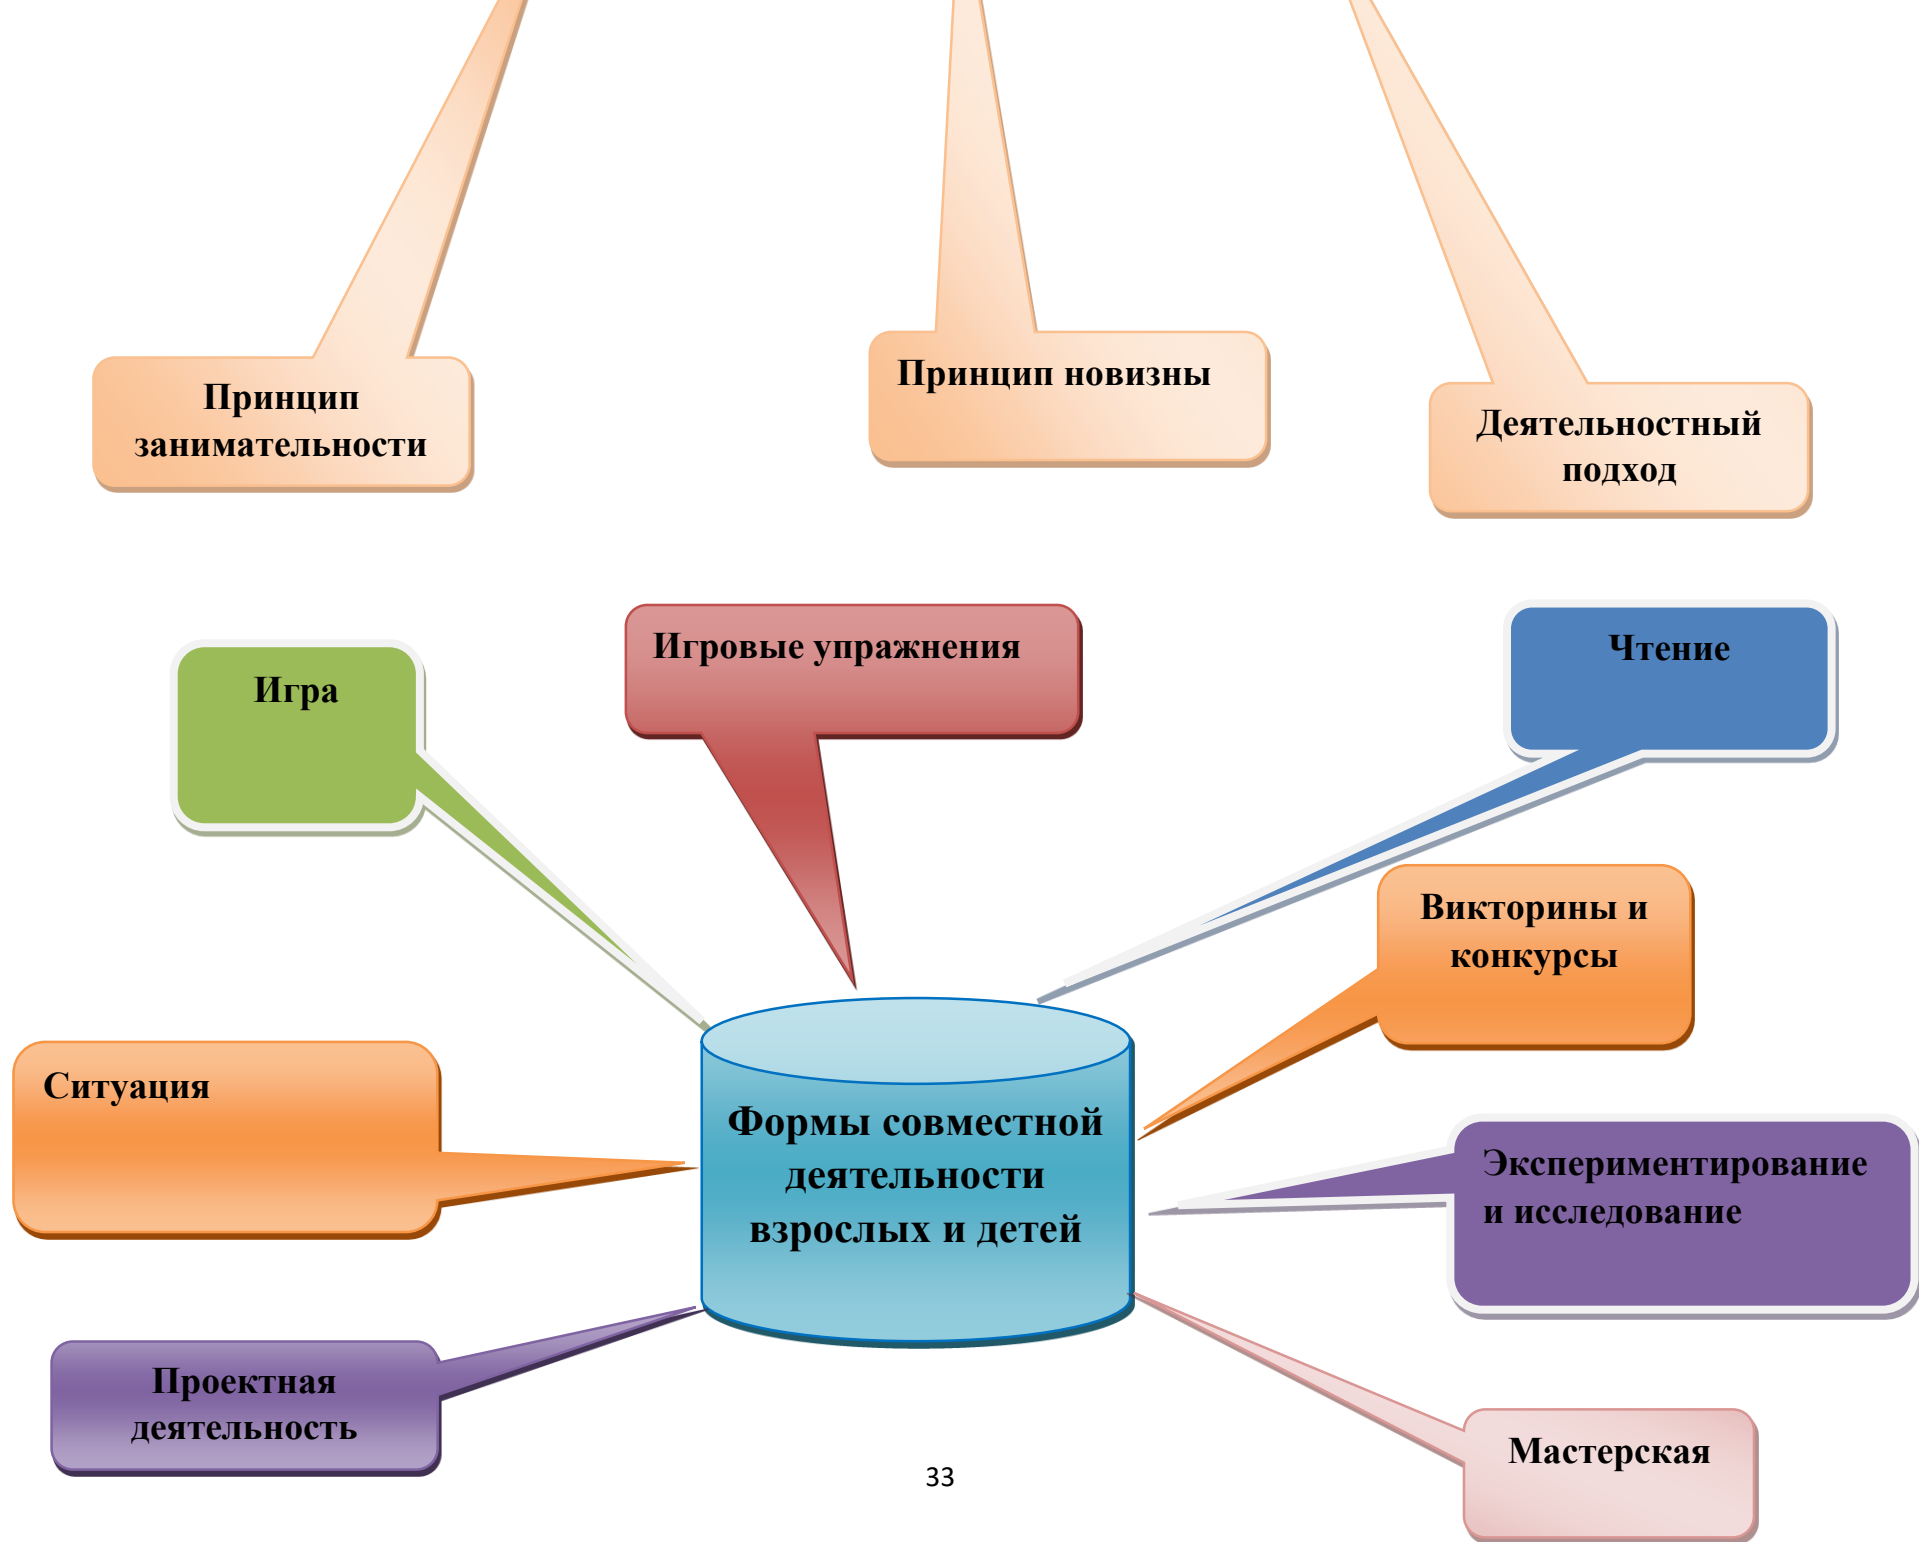 Принцип
занимательности
Принцип новизны
Деятельностный
подход
Игра
Игровые упражнения
Чтение
Викторины и
конкурсы
Ситуация
Формы совместной
деятельности
взрослых и детей
Экспериментирование
и исследование
Проектная
деятельность
Мастерская
33